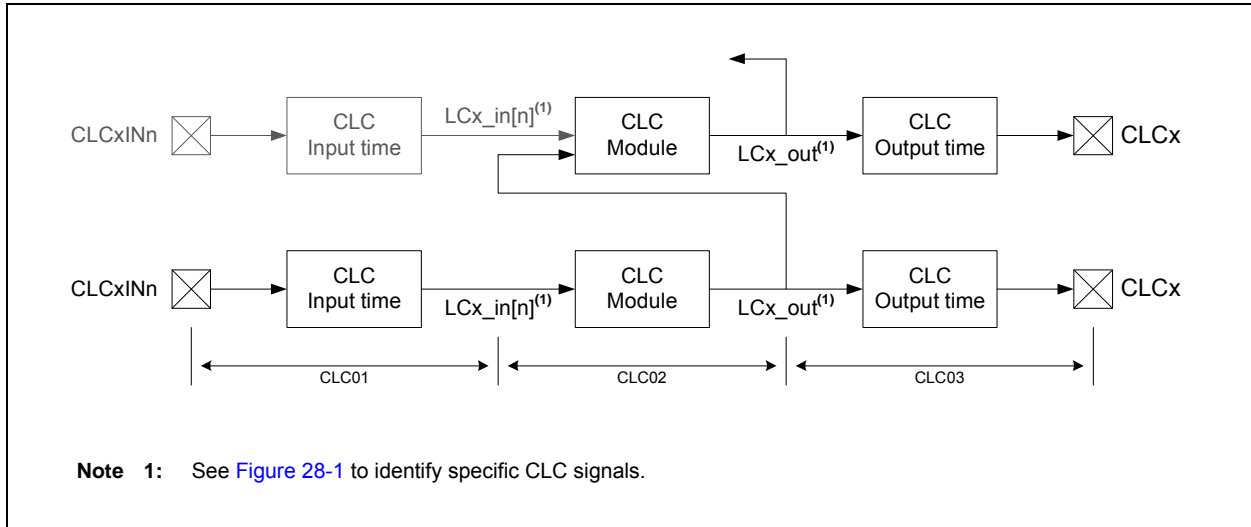 CLCxINn
CLC
Input time
LCx_in[n](1)
CLC
Module
LCx_out(1)
CLC
Output time
CLCx
CLCxINn
CLC
Input time
LCx_in[n](1)
CLC
Module
LCx_out(1)
CLC
Output time
CLCx
CLC01
CLC02
CLC03
Note 1: See Figure 28-1 to identify specific CLC signals.